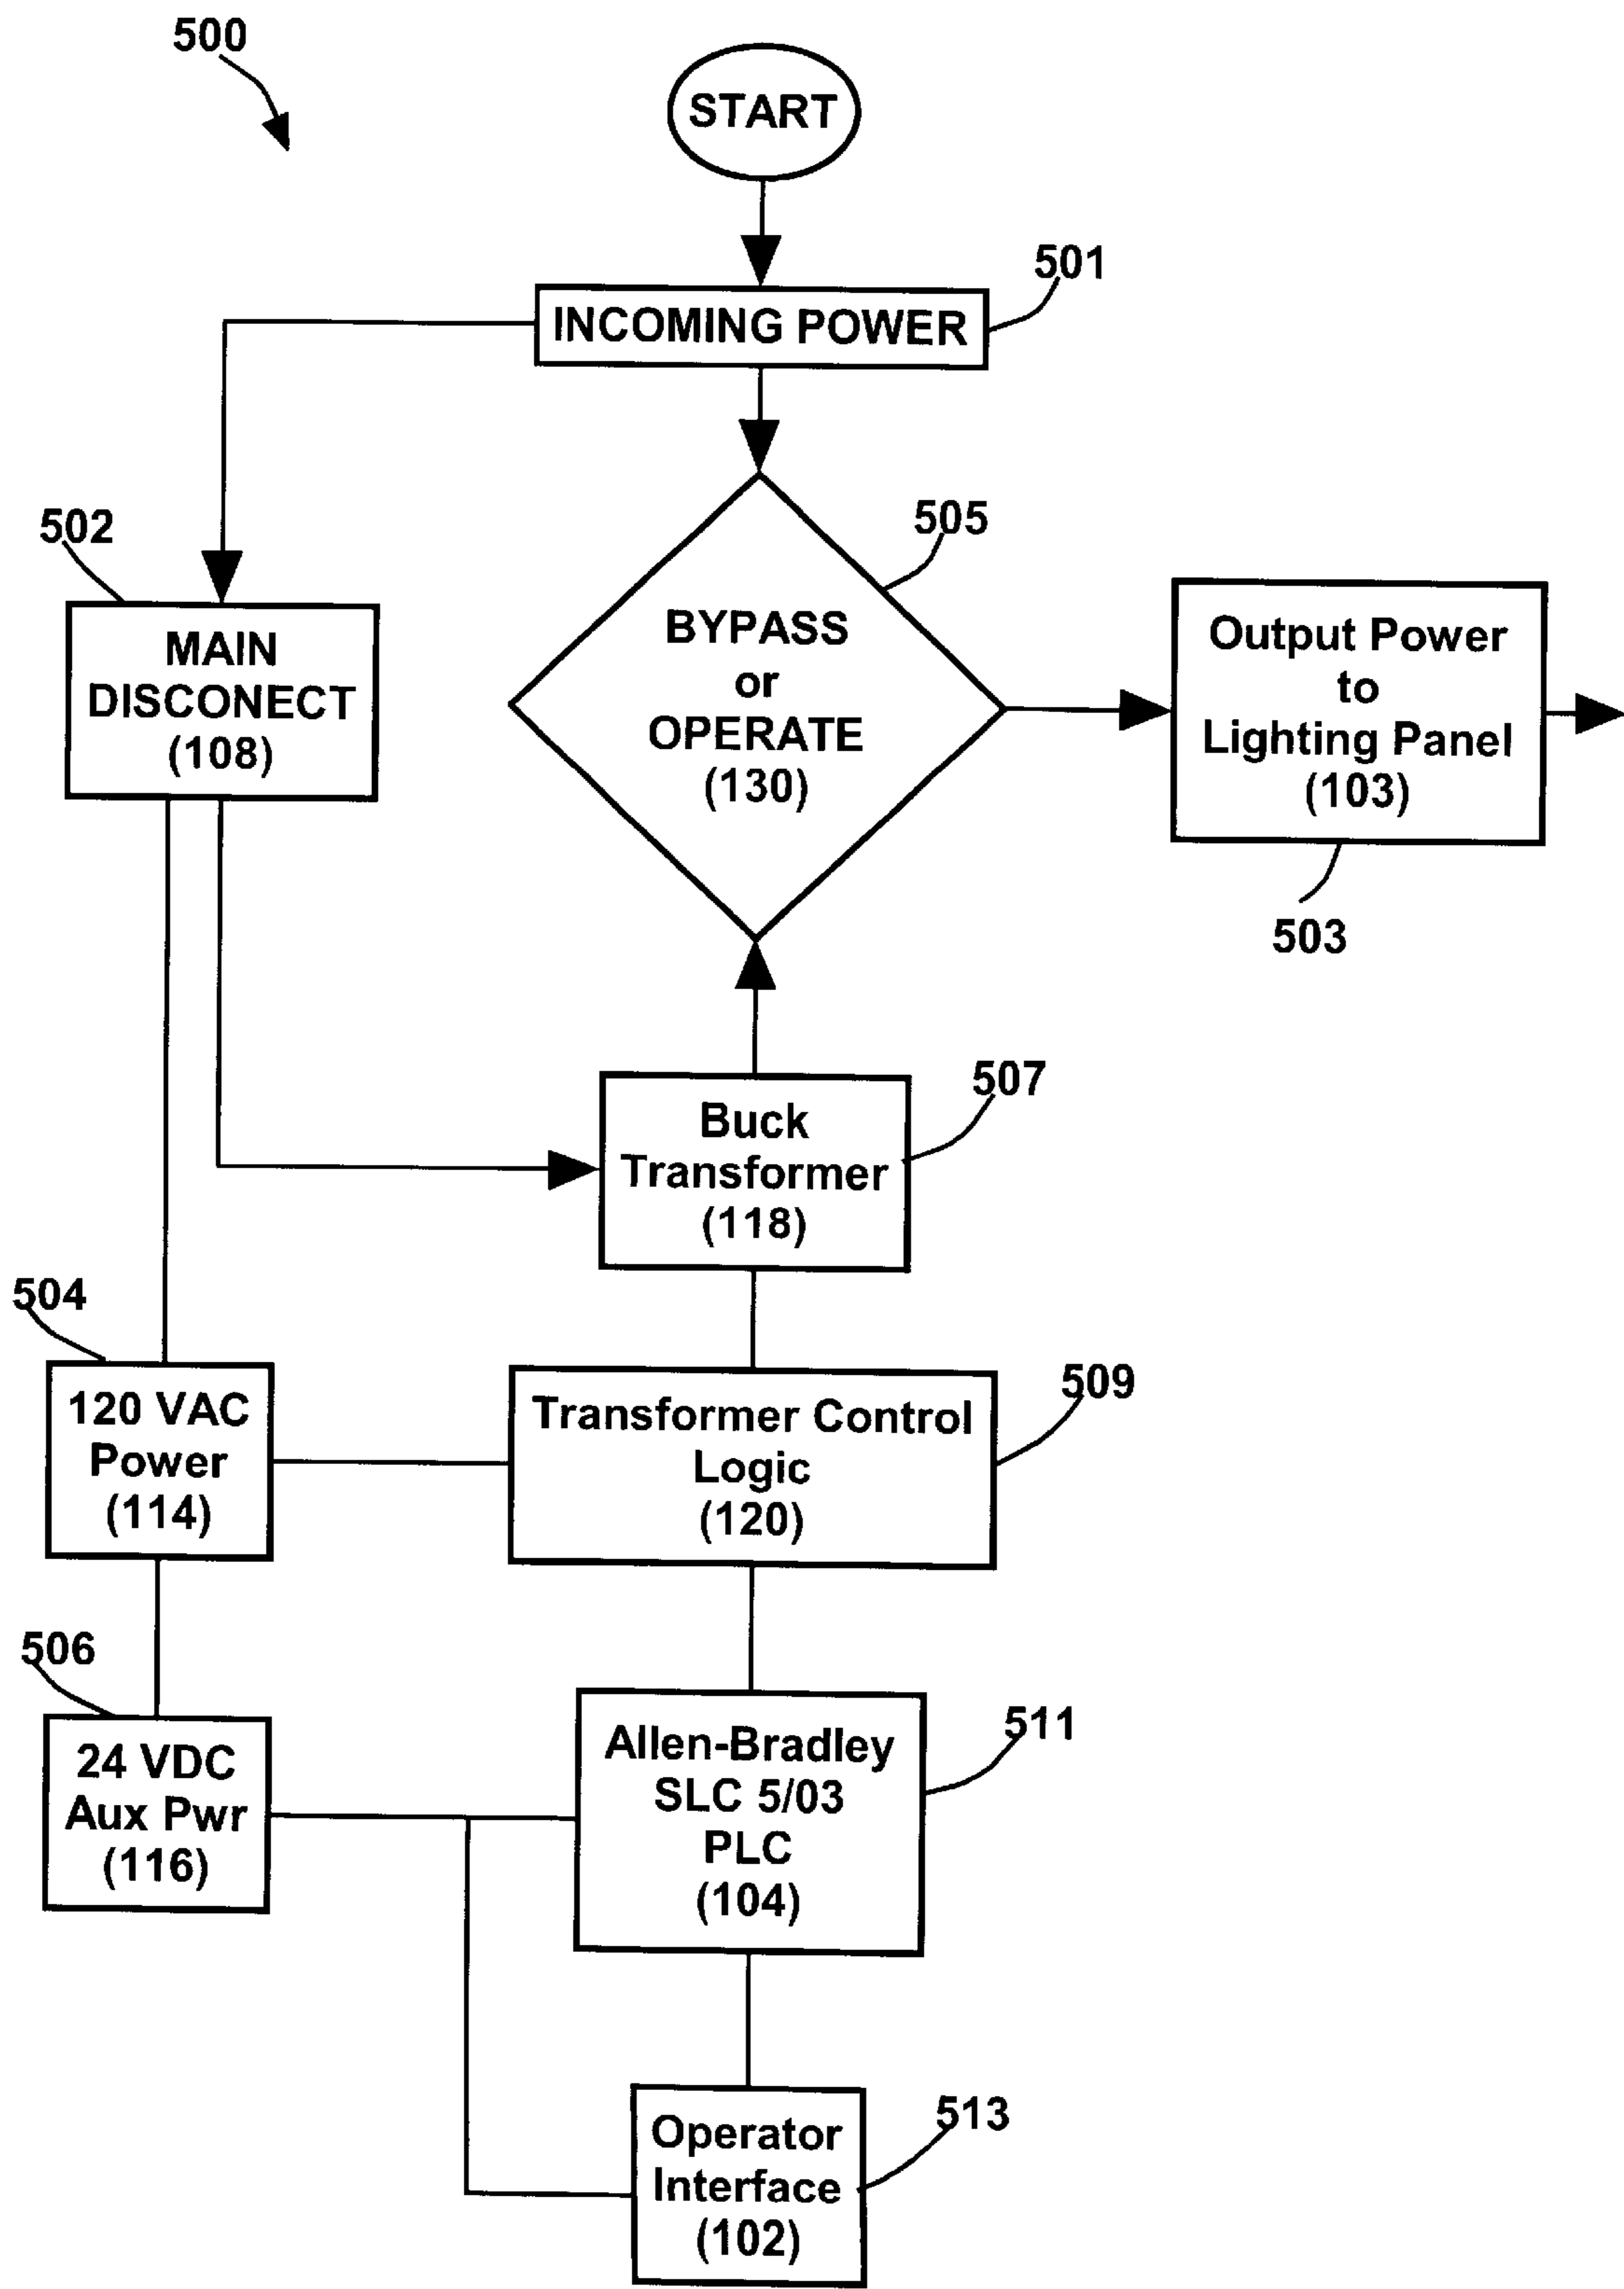 500
START
501
INCOMING POWER
502
505
MAIN
DISCONECT
(108)
BYPASS
or
OPERATE
(130)
Output Power
to
Lighting Panel
(103)
503
507
Buck
Transformer
(118)
504
120 VAC
Power
(114)
509
Transformer Control
Logic
(120)
506
24 VDC
Aux Pwr
(116)
511
Allen-Bradley
SLC 5/03
PLC
(104)
513
Operator
Interface
(102)